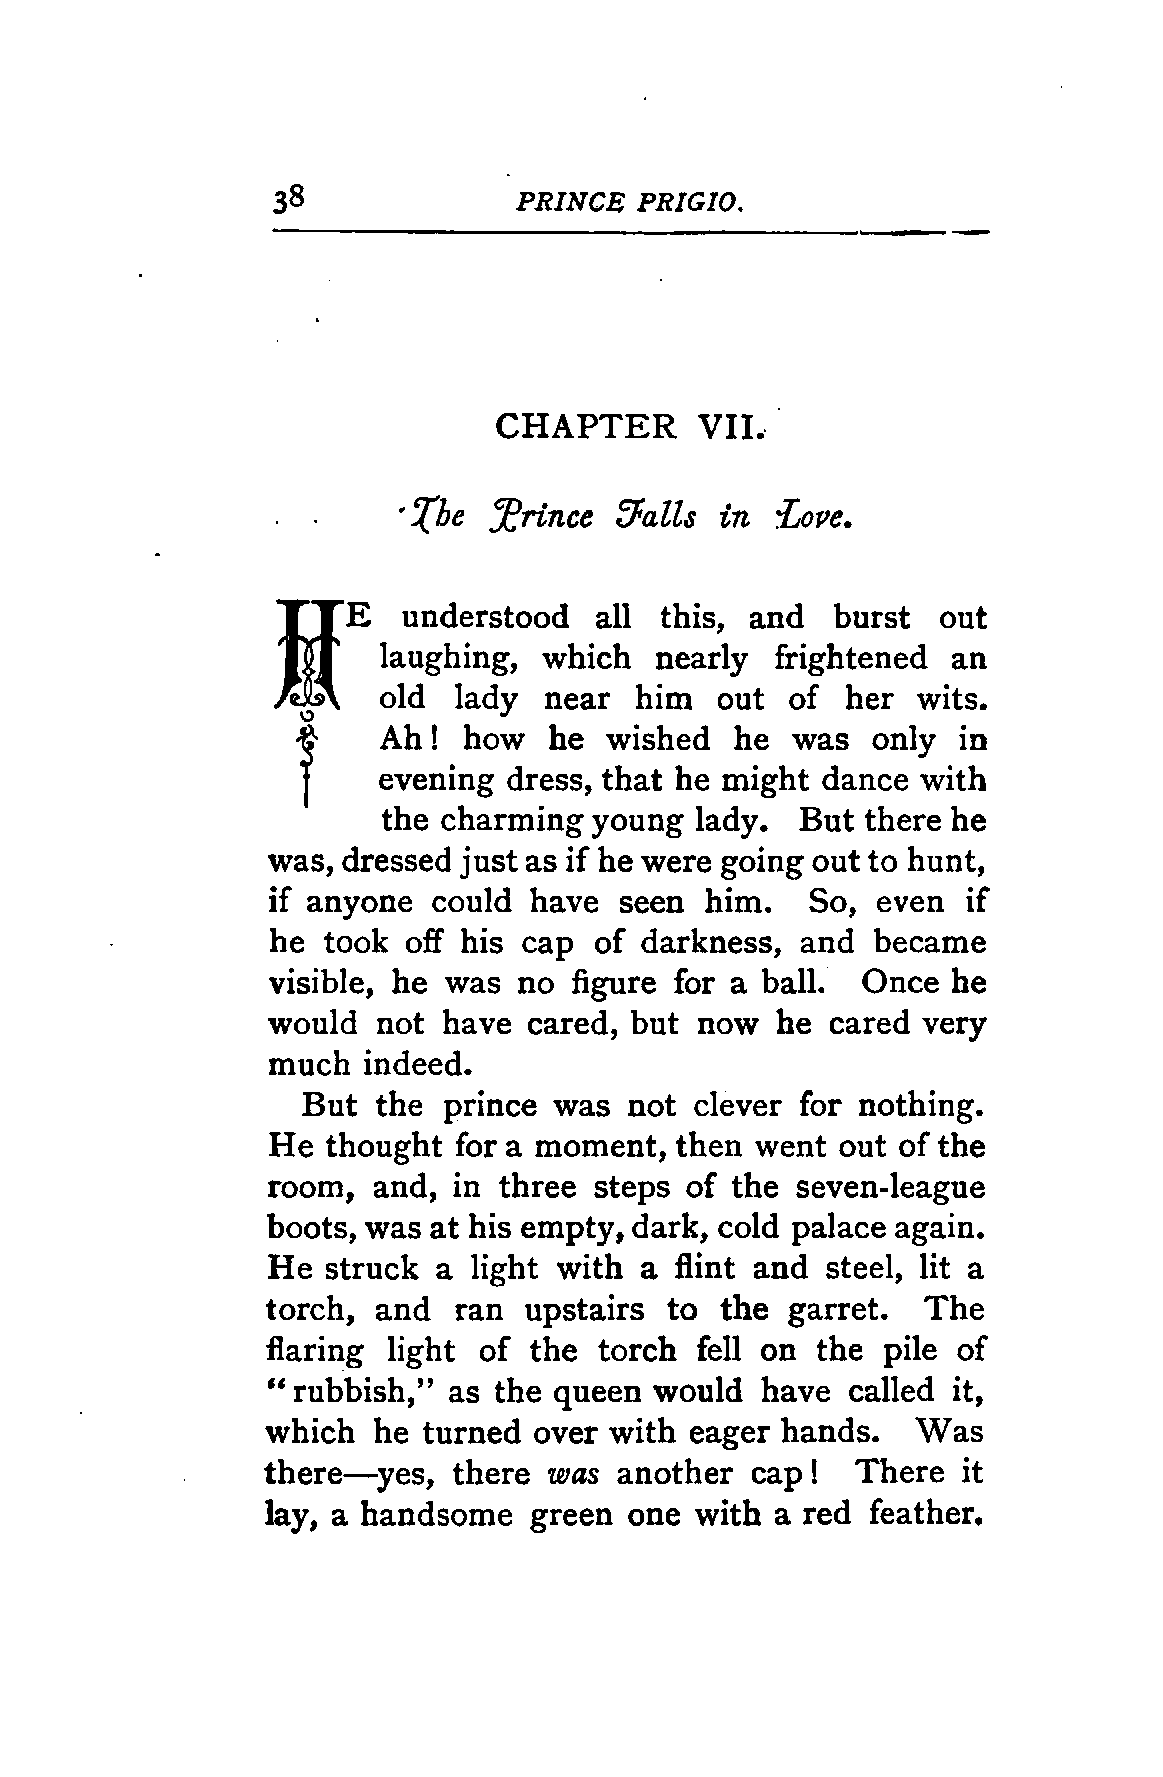 38 PRINCE PRIGIO.
CHAPTER VII.
The Prince Falls in Love.
HE understood all this, and burst out
laughing, which nearly frightened an
old lady near him out of her wits.
Ah! how he wished he was only in
evening dress, that he might dance with
the charming young lady. But there he
was, dressed just as if he were going out to hunt,
if anyone could have seen him. So, even if
he took off his cap of darkness, and became
visible, he was no figure for a ball. Once he
would not have cared, but now he cared very
much indeed.
But the prince was not clever for nothing.
He thought for a moment, then went out of the
room, and, in three steps of the seven-league
boots, was at his empty, dark, cold palace again.
He struck a light with a flint and steel, lit a
torch, and ran upstairs to the garret. The
flaring light of the torch fell on the pile of
“rubbish,” as the queen would have called it,
which he turned over with eager hands. Was
there—yes, there was another cap! There it
lay, a handsome green one with a red feather.